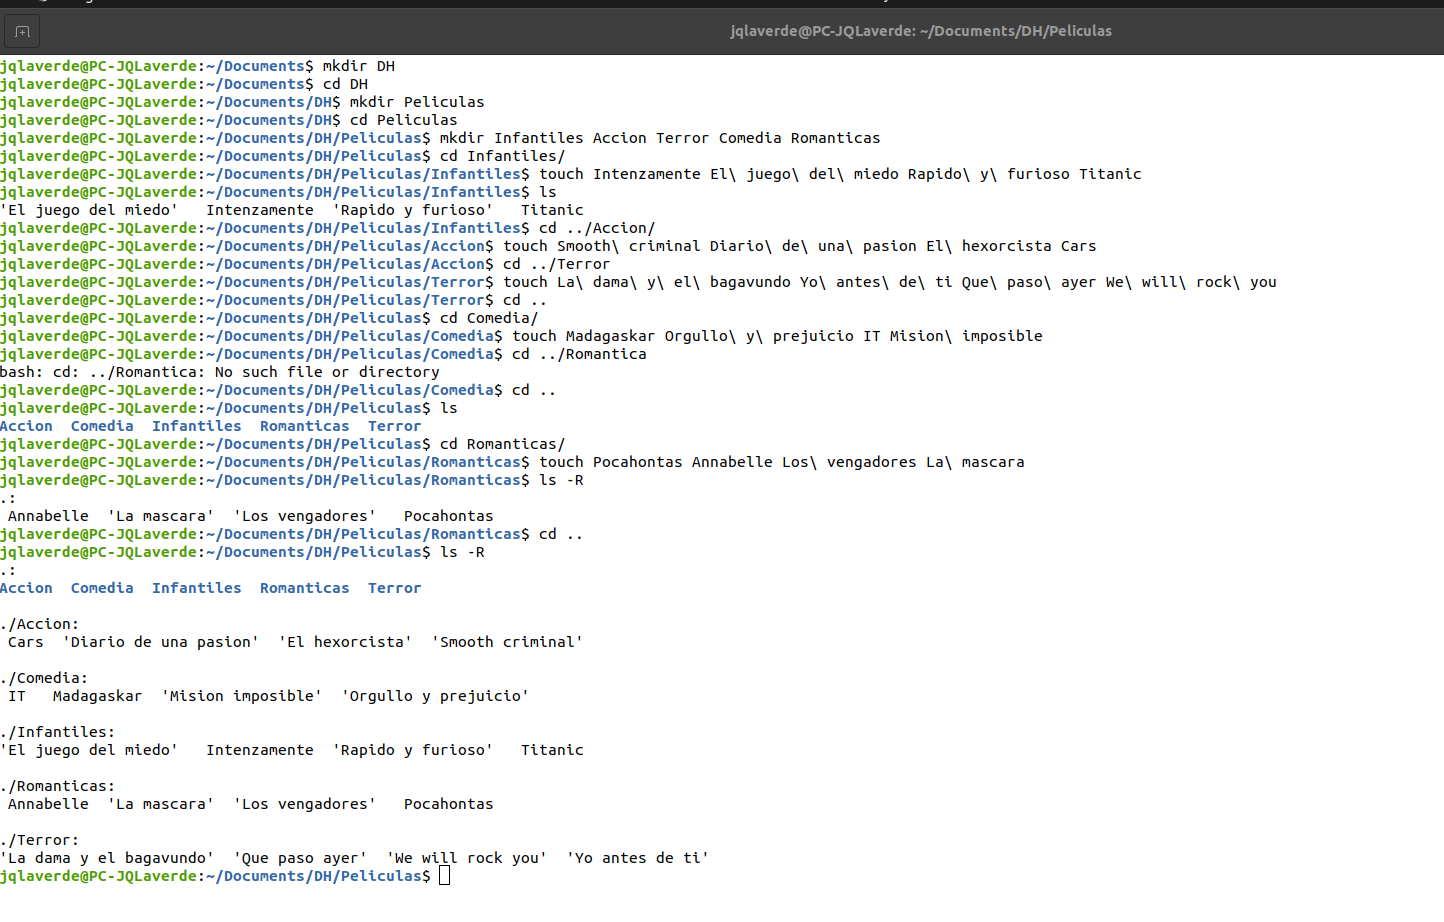 jqlaverde@PC-JQLaverde: ~/Documents/DH/Peliculas
jqlaverde@PC-JQLaverde:~/Documents$ mkdir DH
jqlaverde@PC-JQLaverde:~/Documents$ cd DH
jqlaverde@PC-JQLaverde:~/Documents/DH$ mkdir Peliculas
jqlaverde@PC-JQLaverde:~/Documents/DH$ cd Peliculas
jqlaverde@PC-JQLaverde:~/Documents/DH/Peliculas$ mkdir Infantiles Accion Terror Comedia Romanticas
jqlaverde@PC-JQLaverde:~/Documents/DH/Peliculas$ cd Infantiles/
jqlaverde@PC-JQLaverde:~/Documents/DH/Peliculas/Infantiles$ touch Intenzamente El\ juego\ del\ miedo Rapido\ y\ furioso Titanic
jqlaverde@PC-JQLaverde:~/Documents/DH/Peliculas/Infantiles$ ls
'El juego del miedo'   Intenzamente  'Rapido y furioso'   Titanic
jqlaverde@PC-JQLaverde:~/Documents/DH/Peliculas/Infantiles$ cd ../Accion/
jqlaverde@PC-JQLaverde:~/Documents/DH/Peliculas/Accion$ touch Smooth\ criminal Diario\ de\ una\ pasion El\ hexorcista Cars
jqlaverde@PC-JQLaverde:~/Documents/DH/Peliculas/Accion$ cd ../Terror
jqlaverde@PC-JQLaverde:~/Documents/DH/Peliculas/Terror$ touch La\ dama\ y\ el\ bagavundo Yo\ antes\ de\ ti Que\ paso\ ayer We\ will\ rock\ you
jqlaverde@PC-JQLaverde:~/Documents/DH/Peliculas/Terror$ cd ..
jqlaverde@PC-JQLaverde:~/Documents/DH/Peliculas$ cd Comedia/
jqlaverde@PC-JQLaverde:~/Documents/DH/Peliculas/Comedia$ touch Madagaskar Orgullo\ y\ prejuicio IT Mision\ imposible
jqlaverde@PC-JQLaverde:~/Documents/DH/Peliculas/Comedia$ cd ../Romantica
bash: cd: ../Romantica: No such file or directory
jqlaverde@PC-JQLaverde:~/Documents/DH/Peliculas/Comedia$ cd ..
jqlaverde@PC-JQLaverde:~/Documents/DH/Peliculas$ ls
Accion  Comedia  Infantiles  Romanticas  Terror
jqlaverde@PC-JQLaverde:~/Documents/DH/Peliculas$ cd Romanticas/
jqlaverde@PC-JQLaverde:~/Documents/DH/Peliculas/Romanticas$ touch Pocahontas Annabelle Los\ vengadores La\ mascara
jqlaverde@PC-JQLaverde:~/Documents/DH/Peliculas/Romanticas$ ls -R
.:
 Annabelle  'La mascara'  'Los vengadores'   Pocahontas
jqlaverde@PC-JQLaverde:~/Documents/DH/Peliculas/Romanticas$ cd ..
jqlaverde@PC-JQLaverde:~/Documents/DH/Peliculas$ ls -R
.:
Accion  Comedia  Infantiles  Romanticas  Terror
./Accion:
 Cars  'Diario de una pasion'  'El hexorcista'  'Smooth criminal'
./Comedia:
 IT   Madagaskar  'Mision imposible'  'Orgullo y prejuicio'
./Infantiles:
'El juego del miedo'   Intenzamente  'Rapido y furioso'   Titanic
./Romanticas:
 Annabelle  'La mascara'  'Los vengadores'   Pocahontas
./Terror:
'La dama y el bagavundo'  'Que paso ayer'  'We will rock you'  'Yo antes de ti'
jqlaverde@PC-JQLaverde:~/Documents/DH/Peliculas$